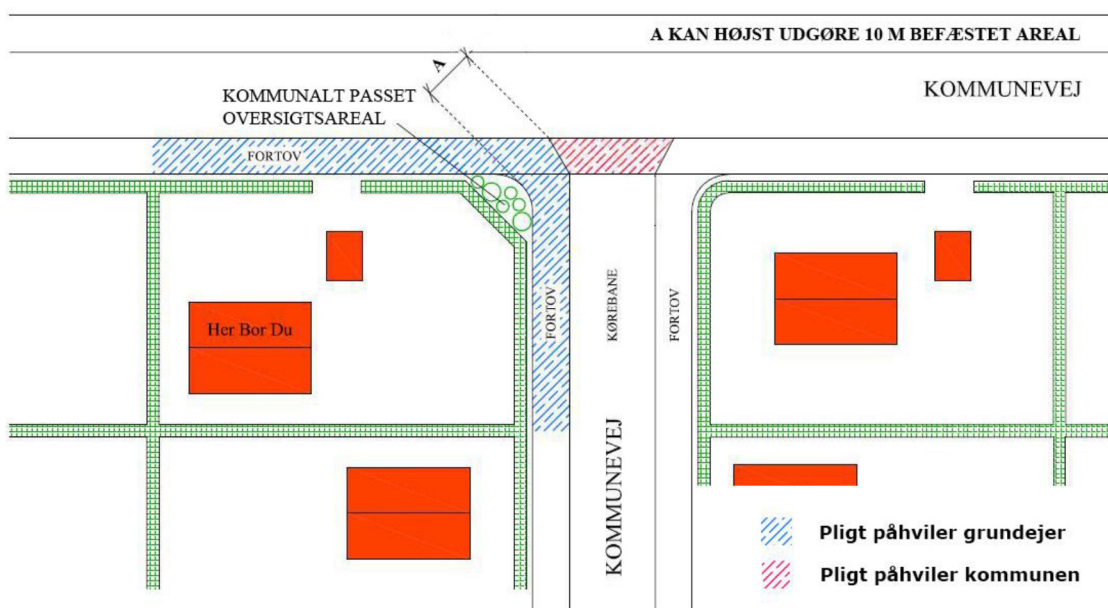 A KAN HØJST UDGØRE 10 M BEFÆSTET AREAL
A
KOMMUNEVEJ
KOMMUNALT PASSET
OVERSIGTSAREAL
FORTOV
Her Bor Du
FORTOV
KØREBANE
FORTOV
KOMMUNEVEJ
Pligt påhviler grundejer
Pligt påhviler kommunen